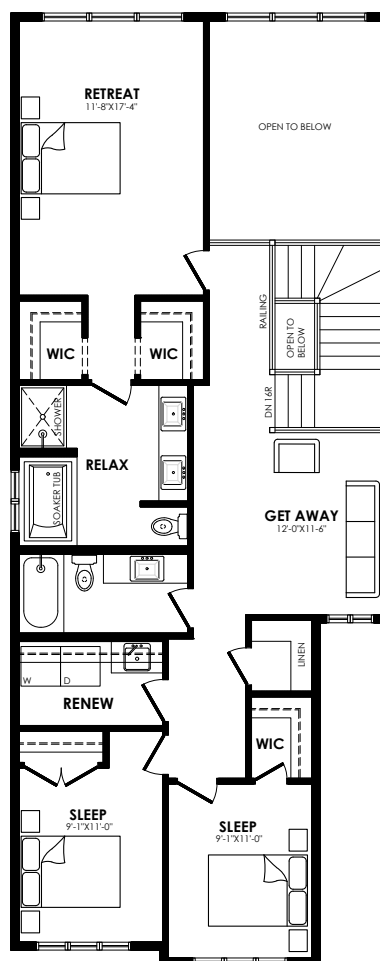 RETREAT
11'-8"X17'-4"
OPEN TO BELOW
RAILING
OPEN TO
BELOW
WIC
WIC
DN 16R
SHOWER
RELAX
SOAKER TUB
GET AWAY
12'-0"X11'-6"
LINEN
W
D
RENEW
WIC
SLEEP
9'-1"X11'-0"
SLEEP
9'-1"X11'-0"